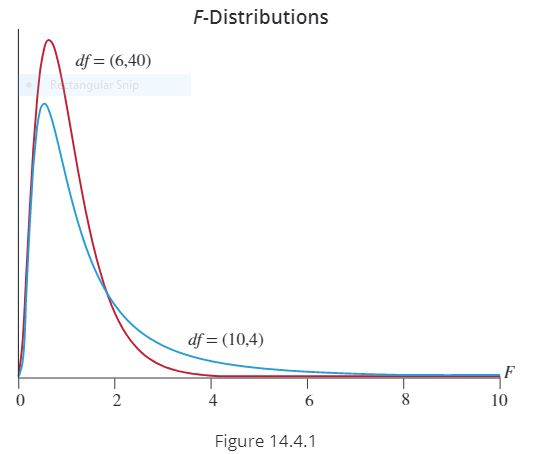 F-Distributions
df = (6,40)
Rectangular Snip
df = (10,4)
F
0 2 4 6 8 10
Figure 14.4.1